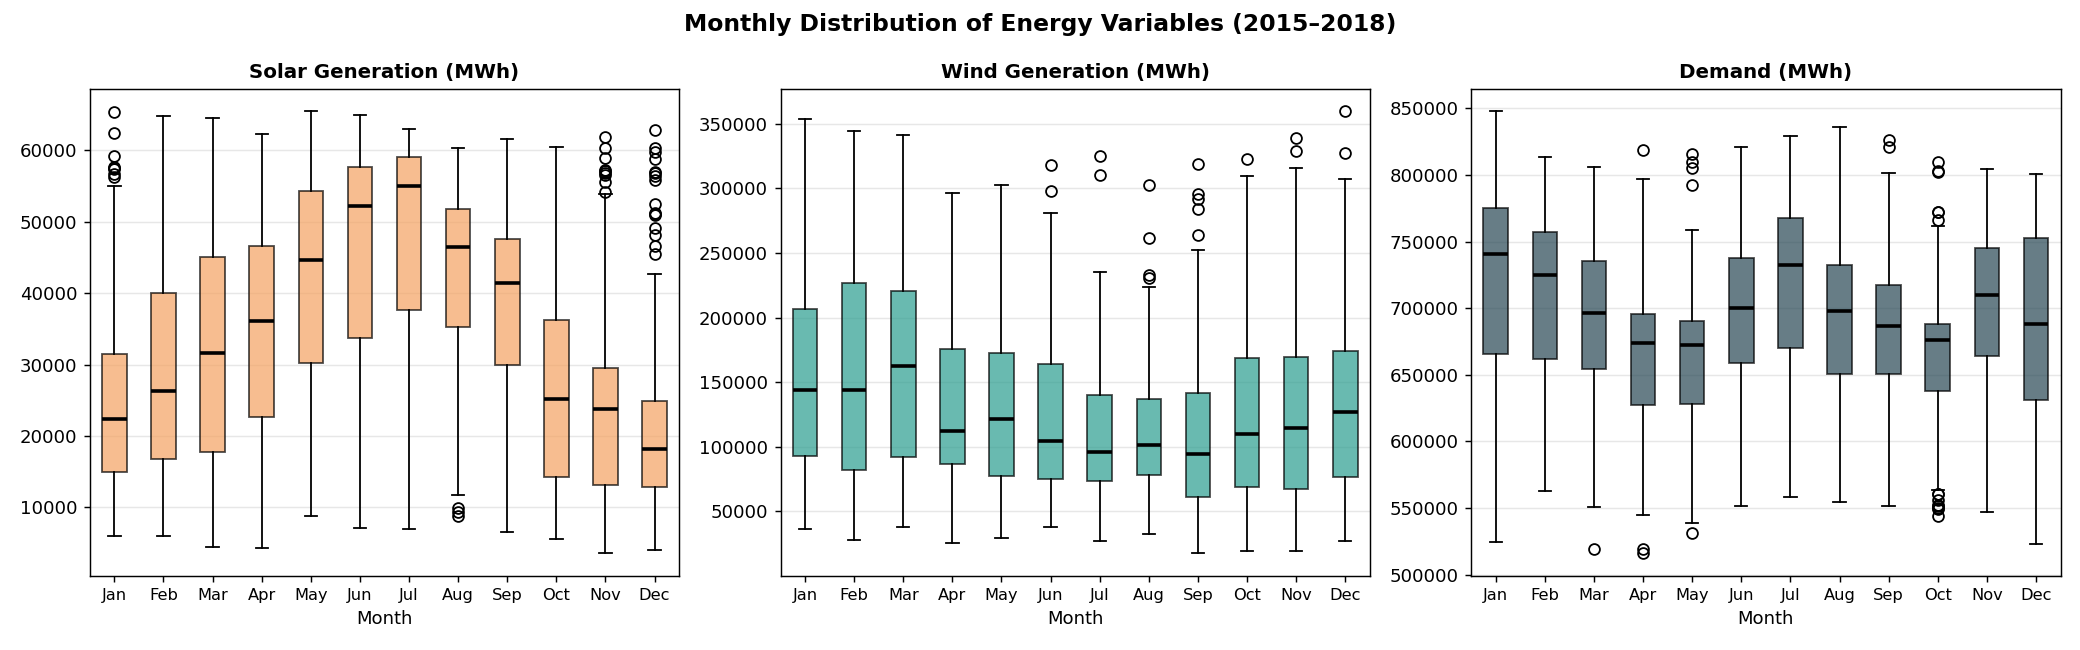 Monthly Distribution of Energy Variables (2015–2018)
Solar Generation (MWh)
60000
50000
40000
30000
20000
10000
Jan Feb Mar Apr May Jun Jul Aug Sep Oct Nov Dec
Month
Wind Generation (MWh)
350000
300000
250000
200000
150000
100000
50000
Jan Feb Mar Apr May Jun Jul Aug Sep Oct Nov Dec
Month
Demand (MWh)
850000
800000
750000
700000
650000
600000
550000
500000
Jan Feb Mar Apr May Jun Jul Aug Sep Oct Nov Dec
Month